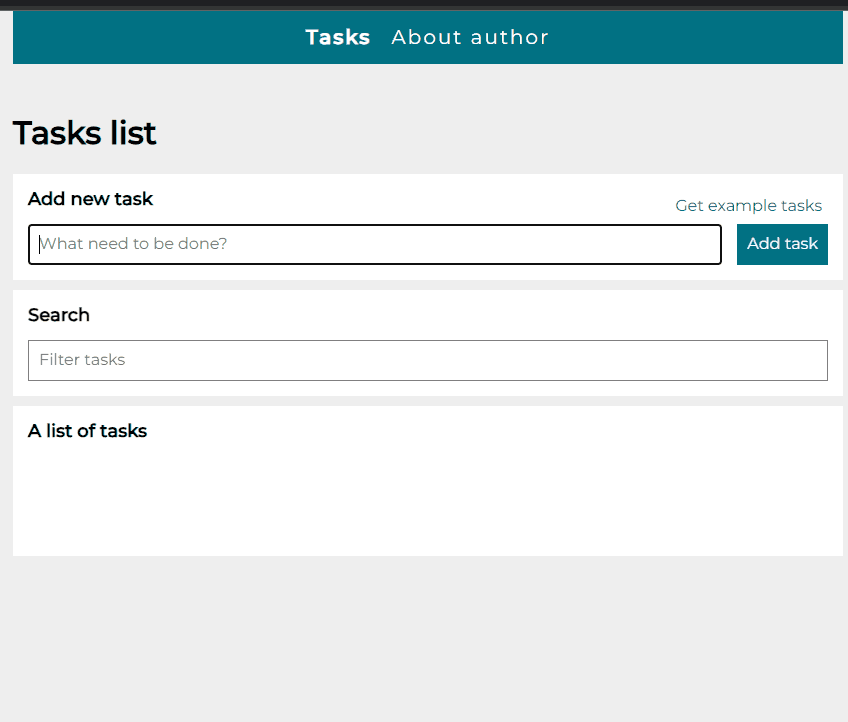 Tasks About author
Tasks list
Add new task
Get example tasks
What need to be done?
Add task
Search
Filter tasks
A list of tasks